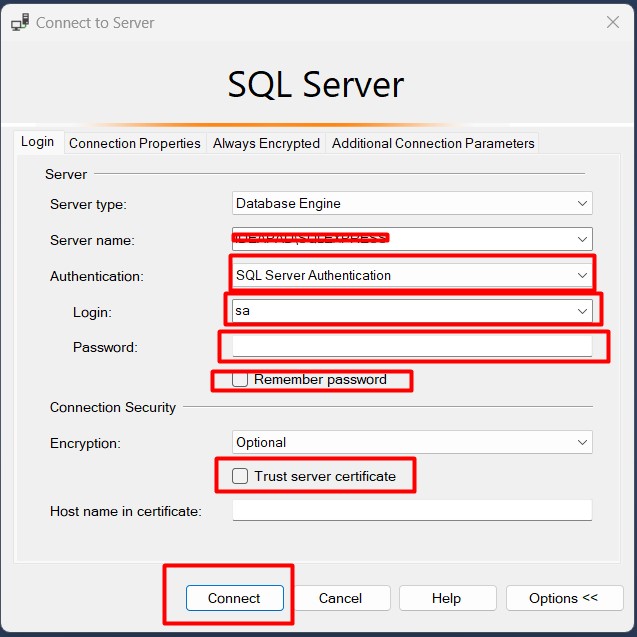 Connect to Server
SQL Server
Login Connection Properties Always Encrypted Additional Connection Parameters
Server
Server type: Database Engine
Server name:
Authentication: SQL Server Authentication
Login: sa
Password:
Remember password
Connection Security
Encryption: Optional
Trust server certificate
Host name in certificate:
Connect Cancel Help Options <<